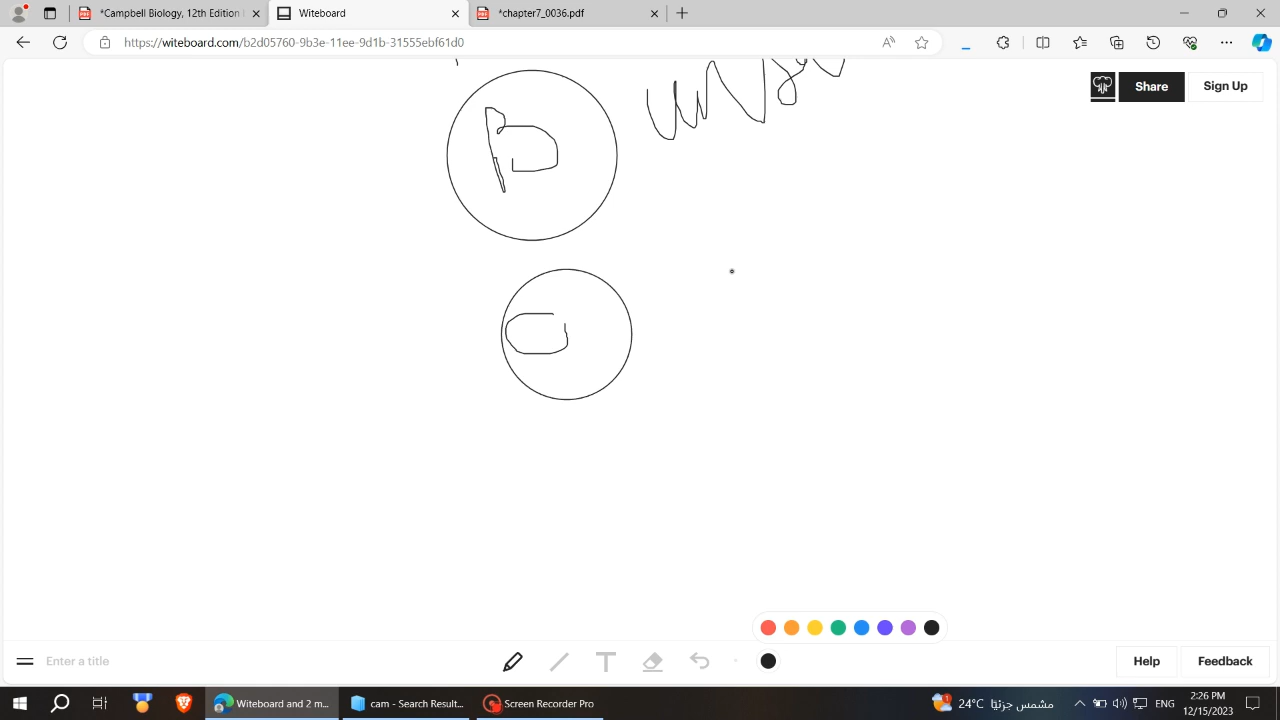 *Campbell Biology, 12th Edition
Witeboard
*chapter7_0036.pdf
https://witeboard.com/b2d05760-9b3e-11ee-9d1b-31555ebf61d0
Share
Sign Up
Enter a title
Help
Feedback
Witeboard and 2 m...
cam - Search Result...
Screen Recorder Pro
24°C مشمس جزئيًا
ENG
2:26 PM
12/15/2023